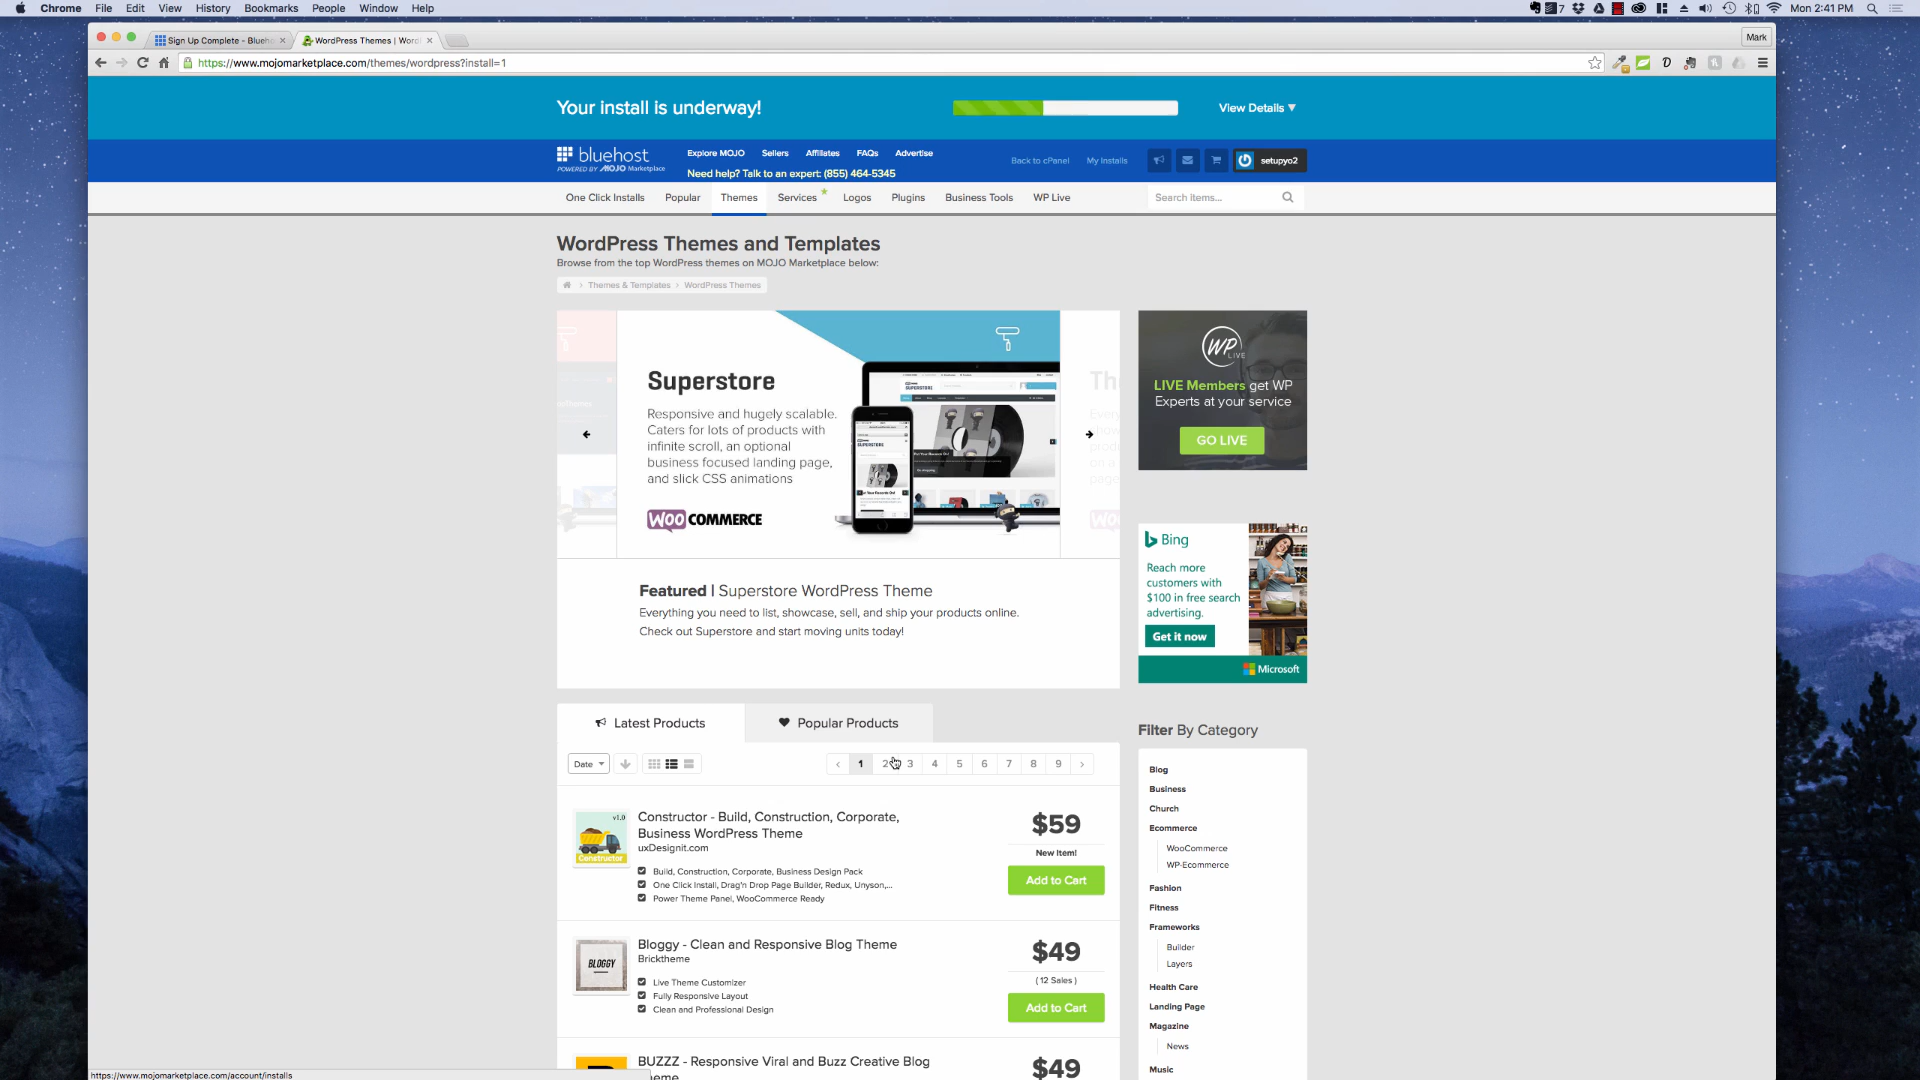 Chrome File Edit View History Bookmarks People Window Help
7 Mon 2:41 PM
Sign Up Complete - Blueho
WordPress Themes | Word
Mark
https://www.mojomarketplace.com/themes/wordpress?install=1
Your install is underway!
View Details ▼
bluehost
POWERED BY MOJO Marketplace
Explore MOJO Sellers Affiliates FAQs Advertise
Need help? Talk to an expert: (855) 464-5345
Back to cPanel My Installs
setupyo2
One Click Installs Popular Themes Services Logos Plugins Business Tools WP Live
Search items...
WordPress Themes and Templates
Browse from the top WordPress themes on MOJO Marketplace below:
Themes & Templates > WordPress Themes
Superstore
Responsive and hugely scalable.
Caters for lots of products with
infinite scroll, an optional
business focused landing page,
and slick CSS animations
WOO COMMERCE
Featured | Superstore WordPress Theme
Everything you need to list, showcase, sell, and ship your products online.
Check out Superstore and start moving units today!
WP LIVE
LIVE Members get WP
Experts at your service
GO LIVE
Bing
Reach more
customers with
$100 in free search
advertising.
Get it now
Microsoft
Latest Products
Popular Products
Date
‹ 1 2 3 4 5 6 7 8 9 ›
v1.0
Constructor
Constructor - Build, Construction, Corporate,
Business WordPress Theme
uxDesignit.com
Build, Construction, Corporate, Business Design Pack
One Click Install, Drag'n Drop Page Builder, Redux, Unyson,...
Power Theme Panel, WooCommerce Ready
$59
New Item!
Add to Cart
BLOGGY
Bloggy - Clean and Responsive Blog Theme
Bricktheme
Live Theme Customizer
Fully Responsive Layout
Clean and Professional Design
$49
( 12 Sales )
Add to Cart
BUZZZ - Responsive Viral and Buzz Creative Blog
$49
Filter By Category
Blog
Business
Church
Ecommerce
WooCommerce
WP-Ecommerce
Fashion
Fitness
Frameworks
Builder
Layers
Health Care
Landing Page
Magazine
News
Music
https://www.mojomarketplace.com/account/installs